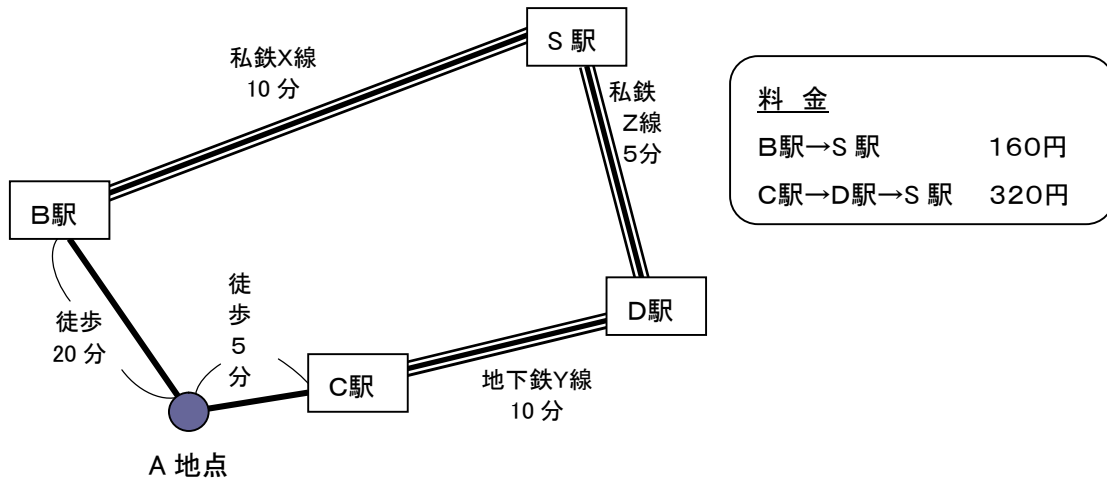 S 駅
私鉄X線
10 分
私鉄
Z線
5分
料 金
B駅→S 駅 160円
C駅→D駅→S 駅 320円
B駅
徒歩
20 分
徒
歩
5
分
C駅
D駅
地下鉄Y線
10 分
A 地点